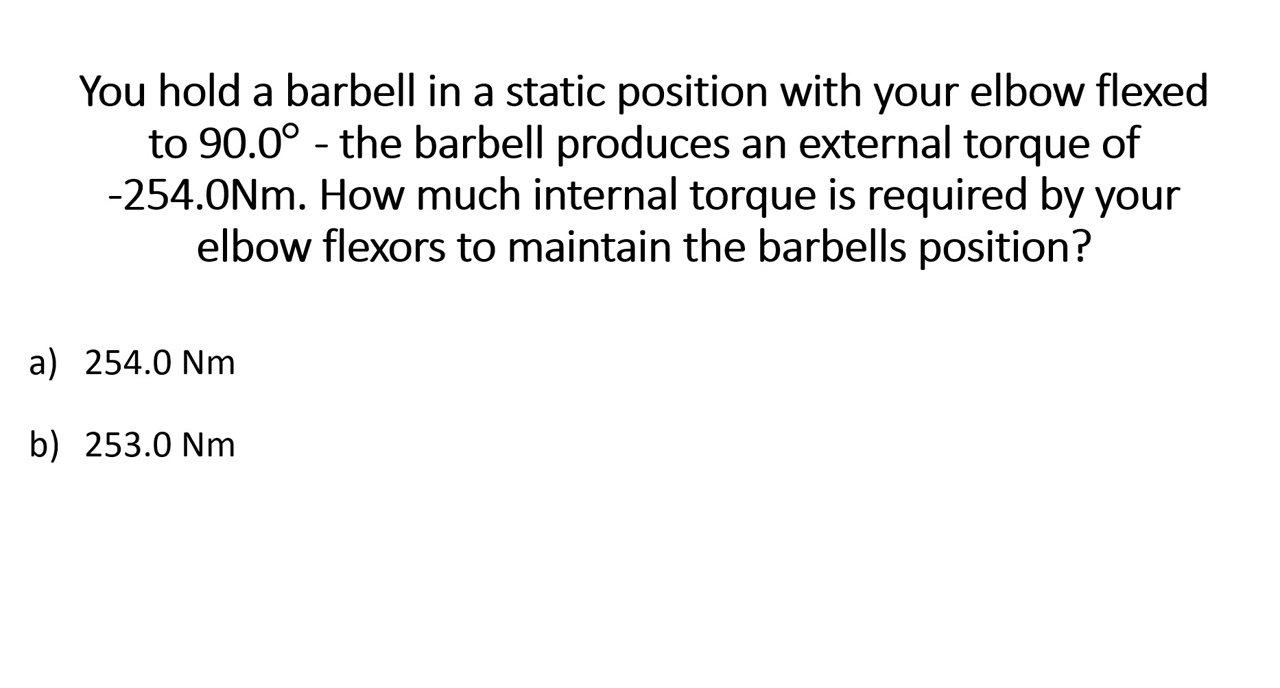 You hold a barbell in a static position with your elbow flexed
to 90.0° - the barbell produces an external torque of
-254.0Nm. How much internal torque is required by your
elbow flexors to maintain the barbells position?
a) 254.0 Nm
b) 253.0 Nm